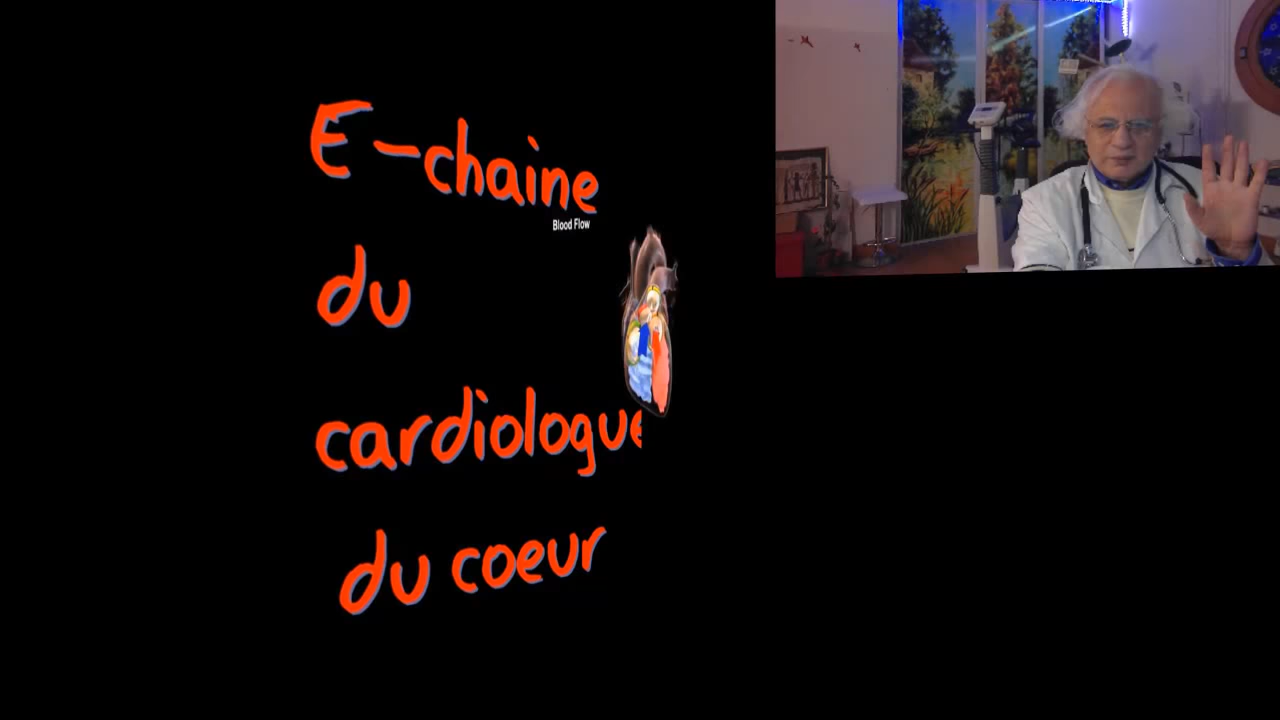 E-chaine
Blood Flow
du
cardiologue
du coeur